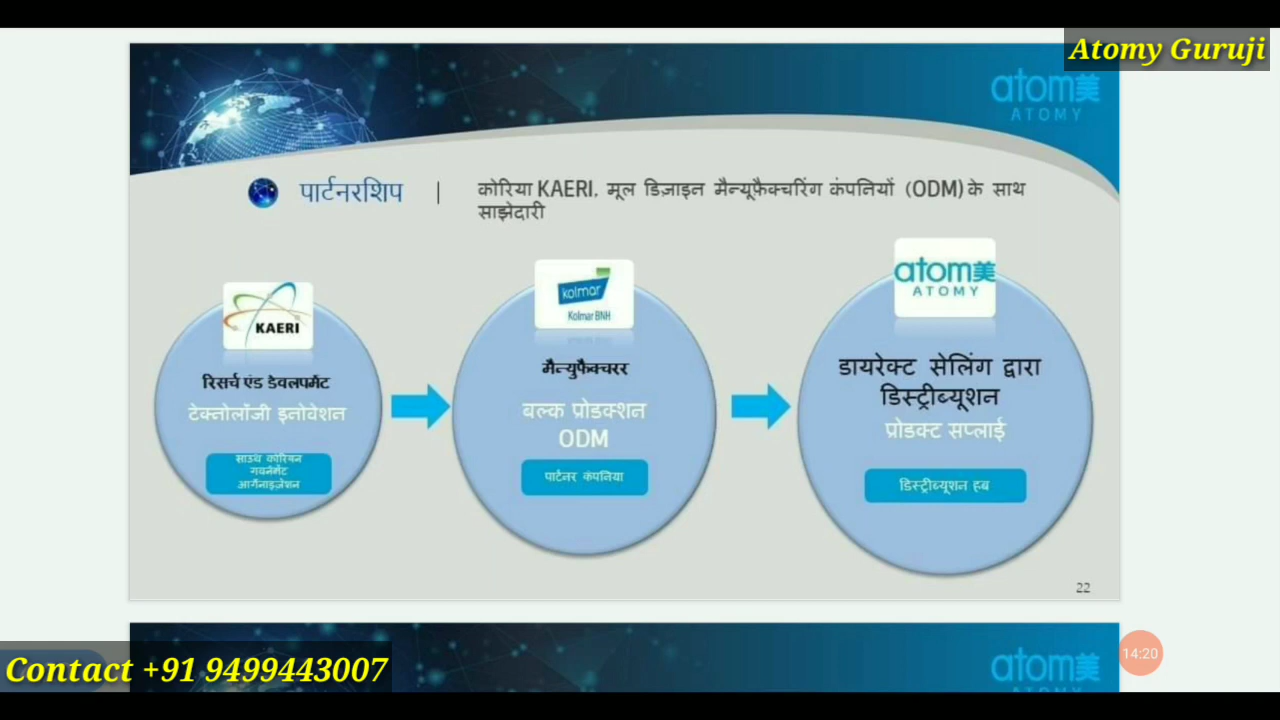 Atomy Guruji
atom美
ATOMY
पार्टनरशिप | कोरिया KAERI, मूल डिज़ाइन मैन्यूफ़ैक्चरिंग कंपनियों (ODM) के साथ
साझेदारी
KAERI
रिसर्च एंड डेवलपमेंट
टेक्नोलॉजी इनोवेशन
साउथ कोरियन
गवर्नमेंट
आर्गेनाइज़ेशन
kolmar
Kolmar BNH
मैन्युफैक्चरर
बल्क प्रोडक्शन
ODM
पार्टनर कंपनिया
atom美
ATOMY
डायरेक्ट सेलिंग द्वारा
डिस्ट्रीब्यूशन
प्रोडक्ट सप्लाई
डिस्ट्रीब्यूशन हब
22
atom美
ATOMY
14:20
Contact +91 9499443007